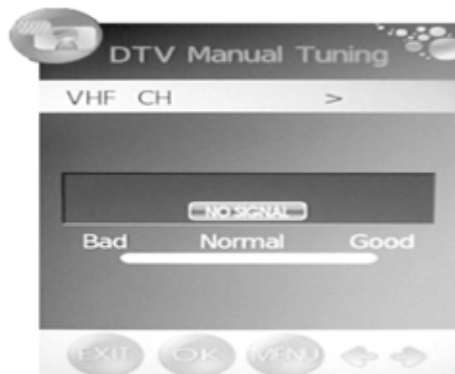 DTV Manual Tuning
VHF CH >
NO SIGNAL
Bad Normal Good
EXIT OK MENU